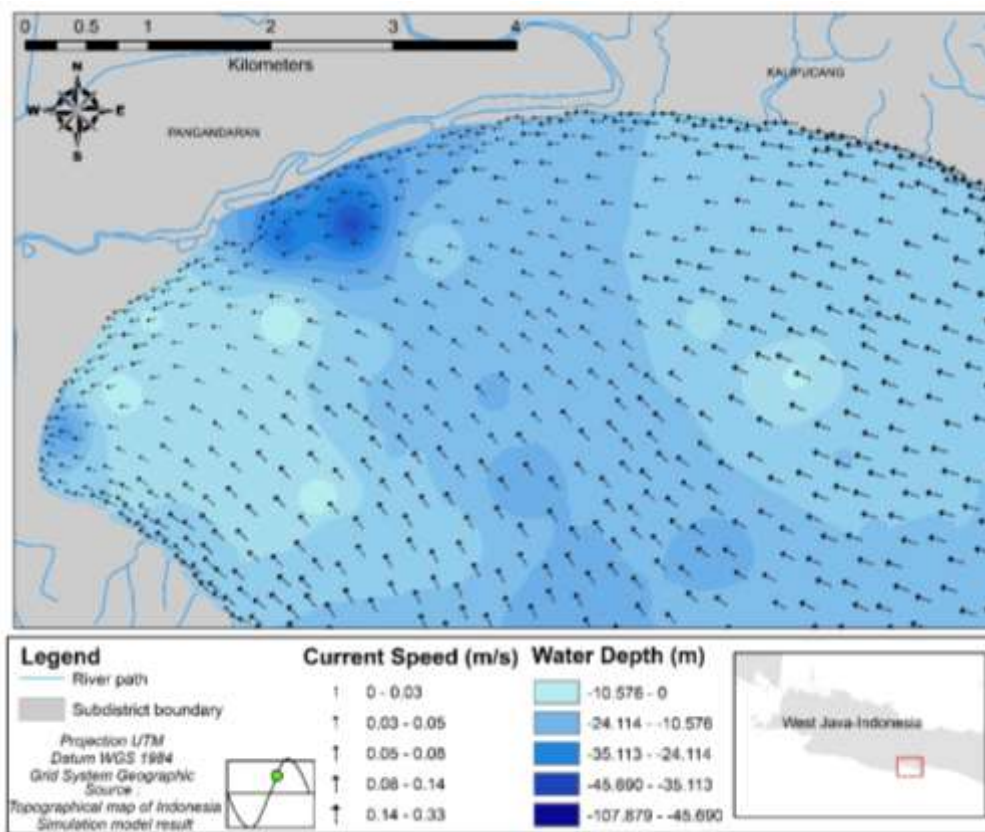 0 0.5 1 2 3 4
Kilometers
N
W E
S
PANGANDARAN
KALIPUCANG
Legend
River path
Subdistrict boundary
Projection UTM
Datum WGS 1984
Grid System Geographic
Source
Topographical map of Indonesia
Simulation model result
Current Speed (m/s)
0 - 0.03
0.03 - 0.05
0.05 - 0.08
0.08 - 0.14
0.14 - 0.33
Water Depth (m)
-10.576 - 0
-24.114 - -10.576
-35.113 - -24.114
-45.690 - -35.113
-107.879 - -45.690
West Java-Indonesia